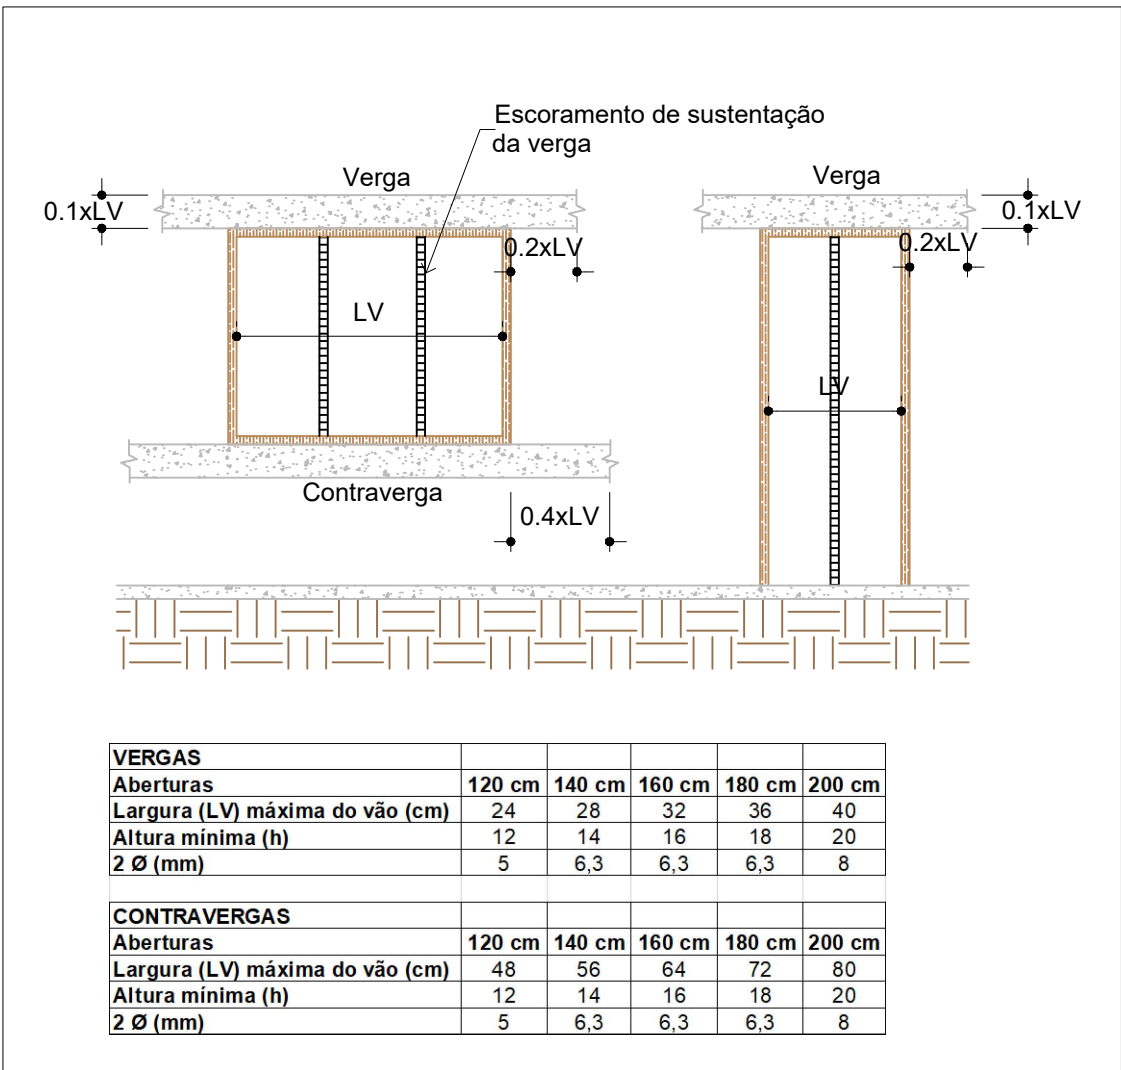 Escoramento de sustentação
da verga
Verga
Verga
0.1xLV
0.1xLV
0.2xLV
0.2xLV
LV
LV
Contraverga
0.4xLV
VERGAS
Aberturas 120 cm 140 cm 160 cm 180 cm 200 cm
Largura (LV) máxima do vão (cm) 24 28 32 36 40
Altura mínima (h) 12 14 16 18 20
2 Ø (mm) 5 6,3 6,3 6,3 8
CONTRAVERGAS
Aberturas 120 cm 140 cm 160 cm 180 cm 200 cm
Largura (LV) máxima do vão (cm) 48 56 64 72 80
Altura mínima (h) 12 14 16 18 20
2 Ø (mm) 5 6,3 6,3 6,3 8